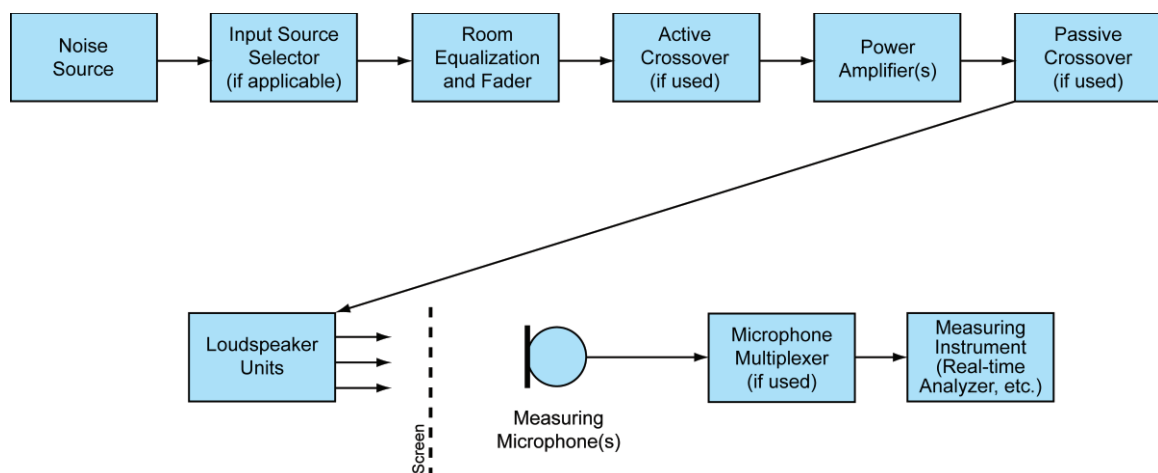 Noise
Source
Input Source
Selector
(if applicable)
Room
Equalization
and Fader
Active
Crossover
(if used)
Power
Amplifier(s)
Passive
Crossover
(if used)
Loudspeaker
Units
Screen
Measuring
Microphone(s)
Microphone
Multiplexer
(if used)
Measuring
Instrument
(Real-time
Analyzer, etc.)